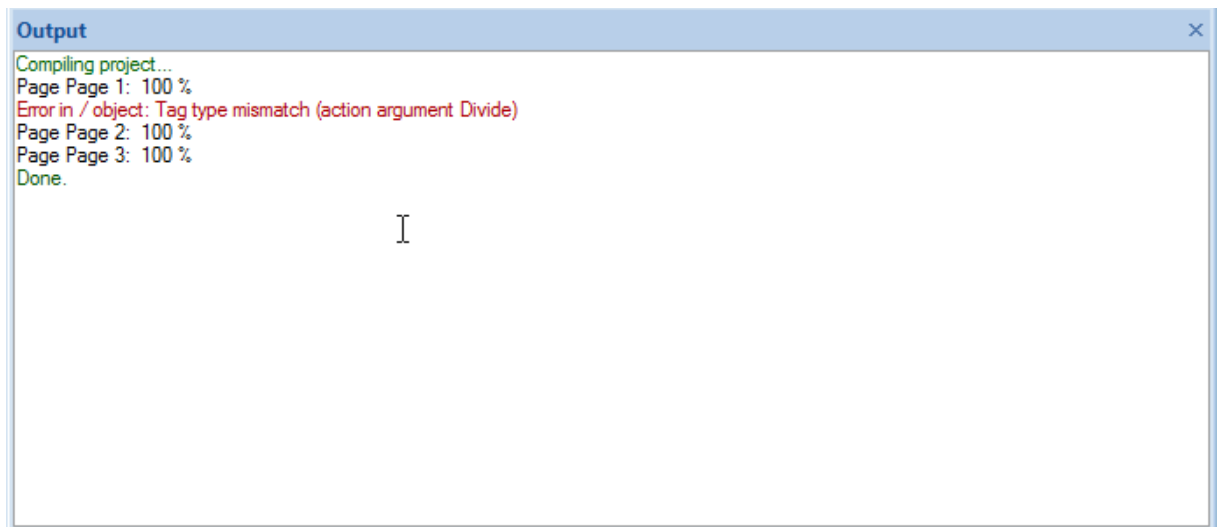 Output
Compiling project...
Page Page 1: 100 %
Error in / object: Tag type mismatch (action argument Divide)
Page Page 2: 100 %
Page Page 3: 100 %
Done.